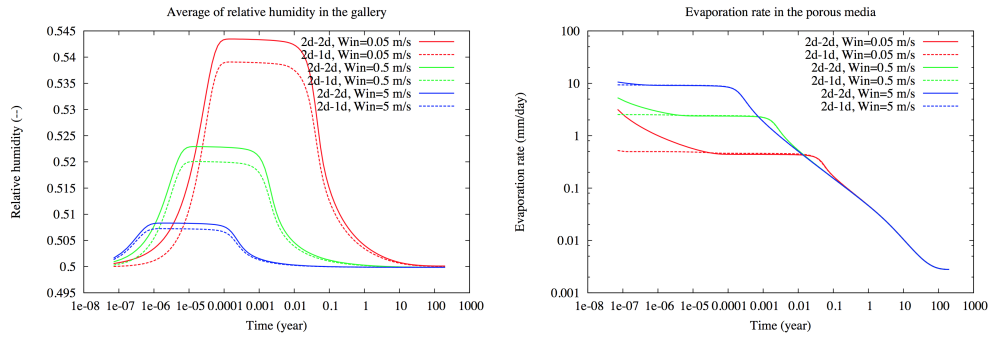 Average of relative humidity in the gallery
Relative humidity (--)
0.545
0.54
0.535
0.53
0.525
0.52
0.515
0.51
0.505
0.5
0.495
2d-2d, Win=0.05 m/s
2d-1d, Win=0.05 m/s
2d-2d, Win=0.5 m/s
2d-1d, Win=0.5 m/s
2d-2d, Win=5 m/s
2d-1d, Win=5 m/s
1e-08 1e-07 1e-06 1e-05 0.0001 0.001 0.01 0.1 1 10 100 1000
Time (year)
Evaporation rate in the porous media
Evaporation rate (mm/day)
100
10
1
0.1
0.01
0.001
2d-2d, Win=0.05 m/s
2d-1d, Win=0.05 m/s
2d-2d, Win=0.5 m/s
2d-1d, Win=0.5 m/s
2d-2d, Win=5 m/s
2d-1d, Win=5 m/s
1e-08 1e-07 1e-06 1e-05 0.0001 0.001 0.01 0.1 1 10 100 1000
Time (year)